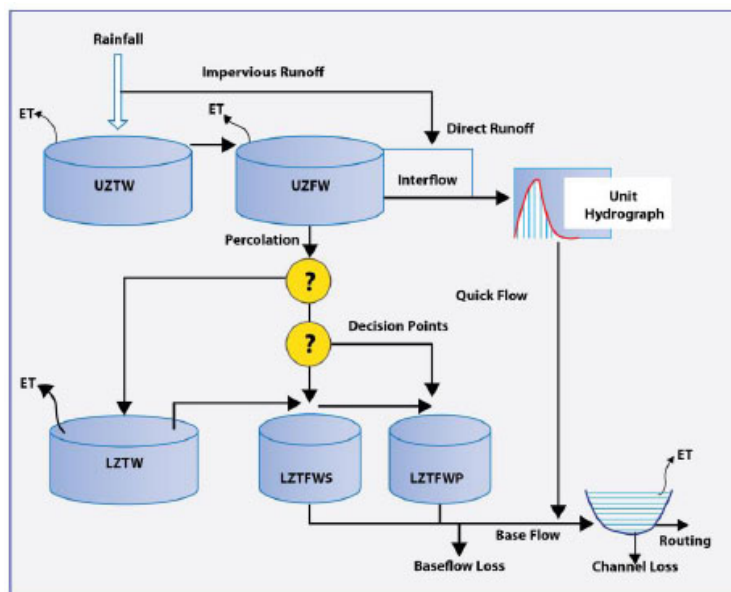 Rainfall
Impervious Runoff
ET
ET
Direct Runoff
UZTW
UZFW
Interflow
Unit
Hydrograph
Percolation
?
Quick Flow
Decision Points
?
ET
LZTW
LZTFWS
LZTFWP
ET
Base Flow
Routing
Baseflow Loss
Channel Loss